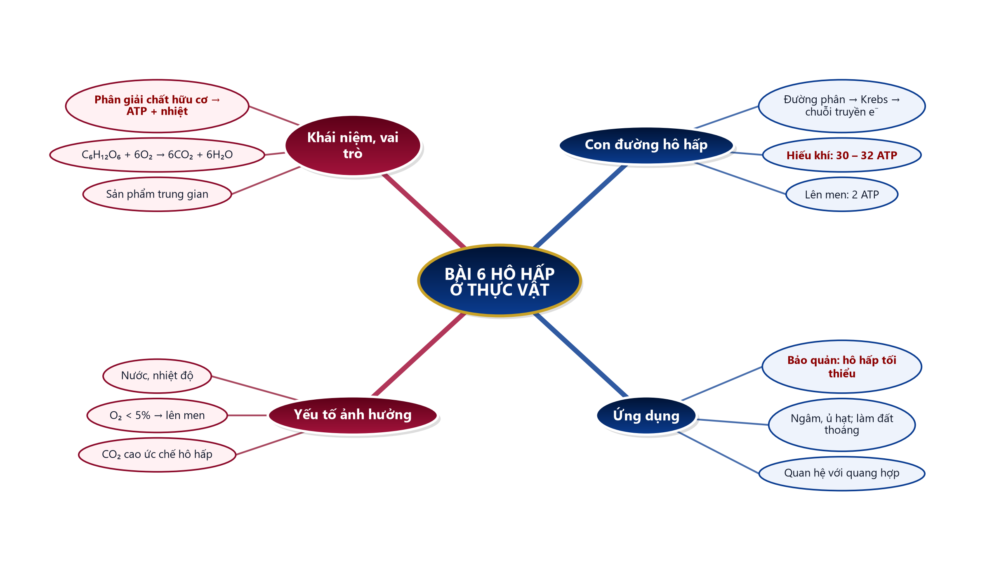 BÀI 6 HÔ HẤP
Ở THỰC VẬT
Khái niệm, vai
trò
Phân giải chất hữu cơ →
ATP + nhiệt
C₆H₁₂O₆ + 6O₂ → 6CO₂ + 6H₂O
Sản phẩm trung gian
Con đường hô hấp
Đường phân → Krebs →
chuỗi truyền e⁻
Hiếu khí: 30 – 32 ATP
Lên men: 2 ATP
Yếu tố ảnh hưởng
Nước, nhiệt độ
O₂ < 5% → lên men
CO₂ cao ức chế hô hấp
Ứng dụng
Bảo quản: hô hấp tối
thiểu
Ngâm, ủ hạt; làm đất
thoáng
Quan hệ với quang hợp